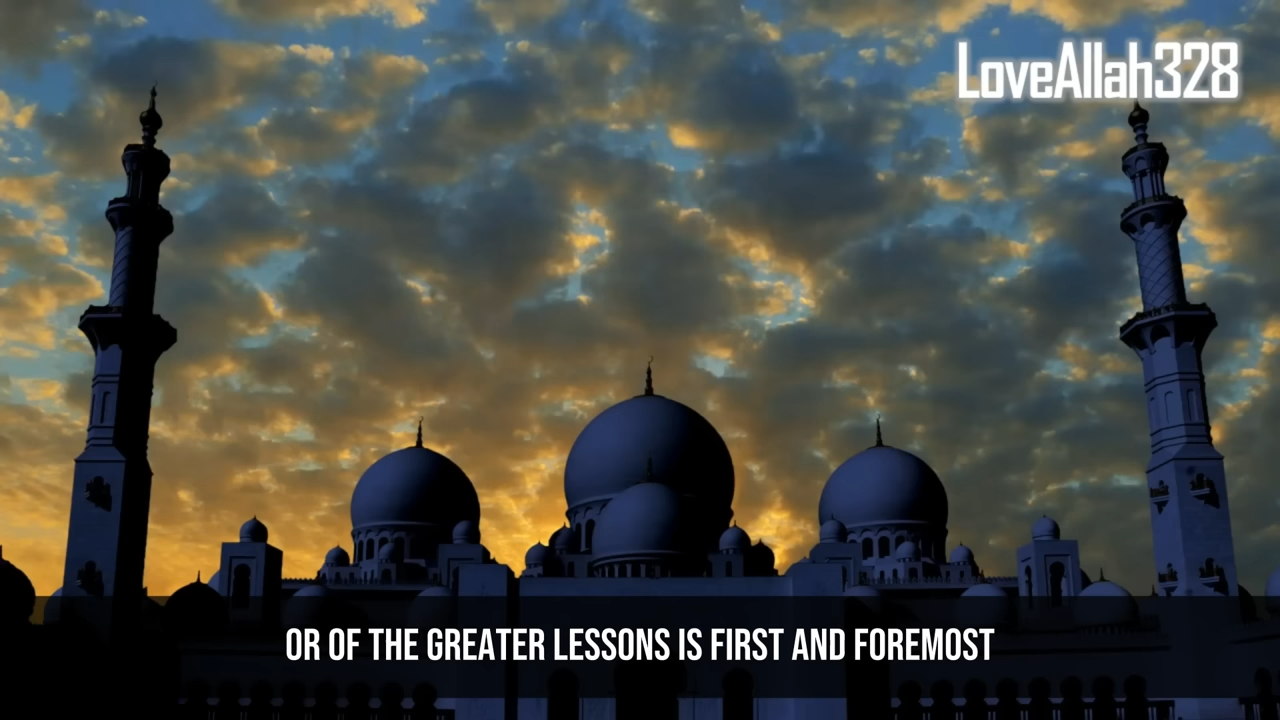 LoveAllah328
OR OF THE GREATER LESSONS IS FIRST AND FOREMOST